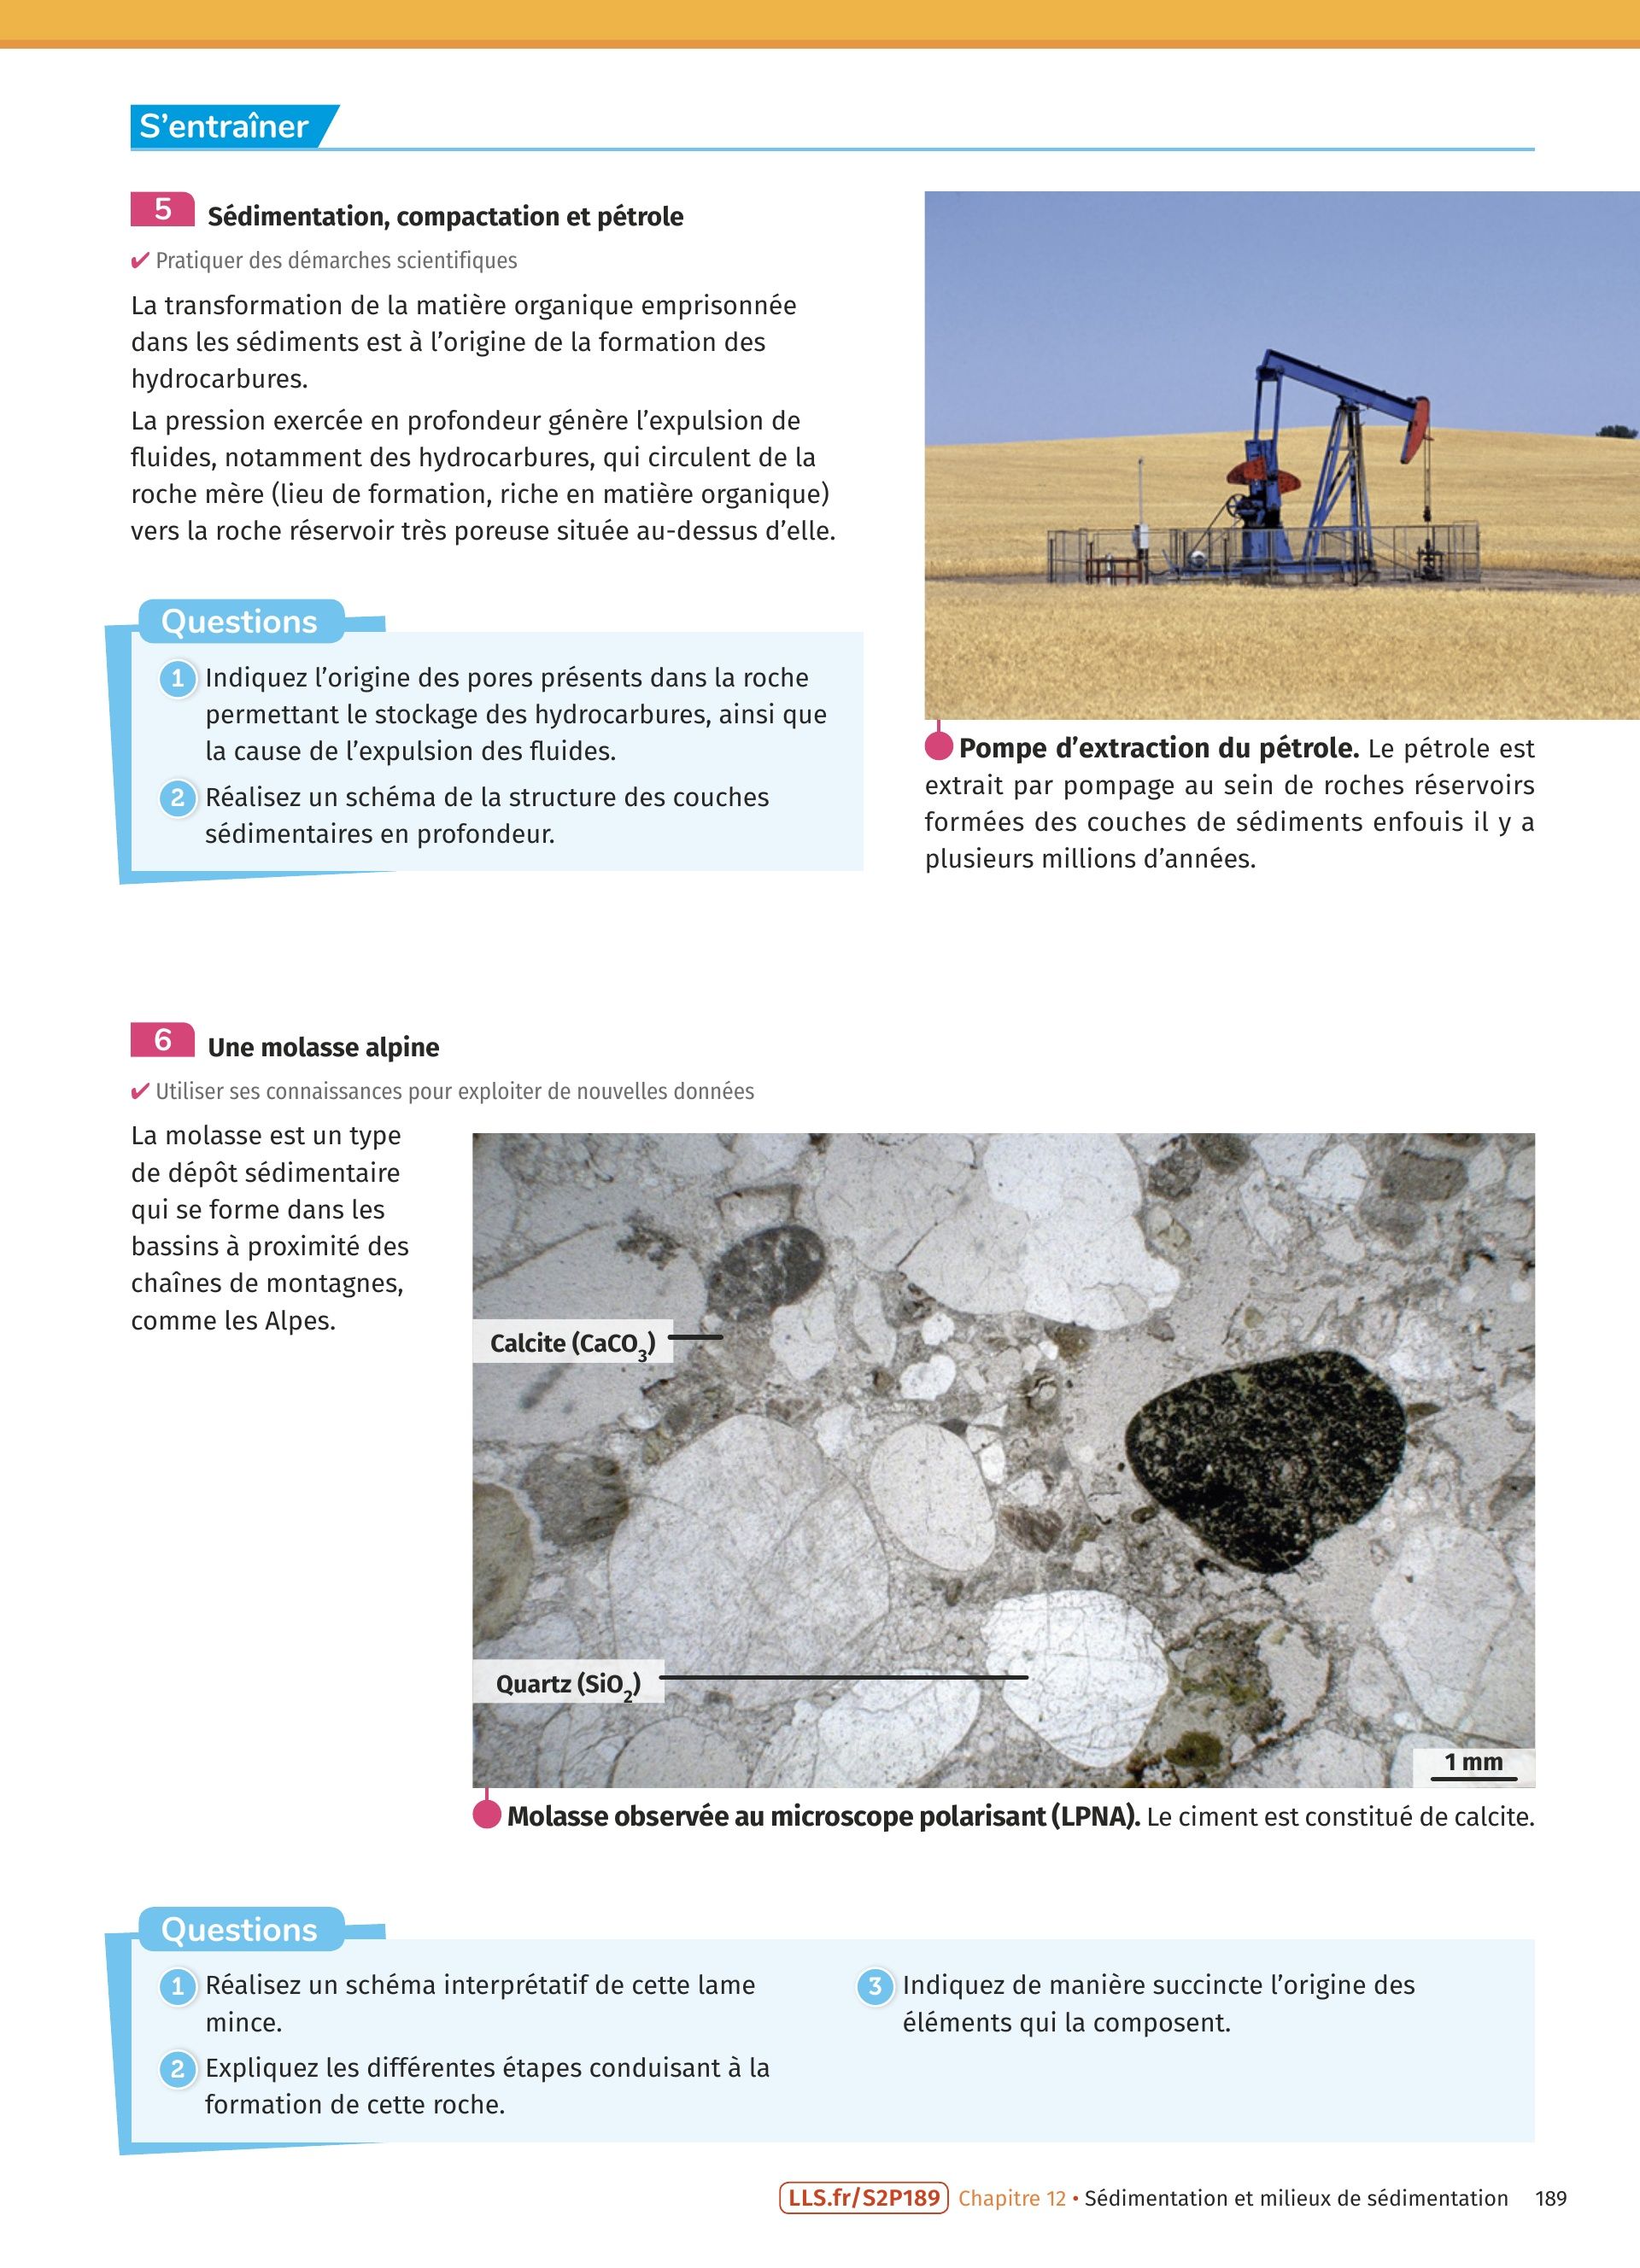 S'entraîner
5 Sédimentation, compactation et pétrole
✔ Pratiquer des démarches scientifiques
La transformation de la matière organique emprisonnée
dans les sédiments est à l'origine de la formation des
hydrocarbures.
La pression exercée en profondeur génère l'expulsion de
fluides, notamment des hydrocarbures, qui circulent de la
roche mère (lieu de formation, riche en matière organique)
vers la roche réservoir très poreuse située au-dessus d'elle.
Questions
1 Indiquez l'origine des pores présents dans la roche
permettant le stockage des hydrocarbures, ainsi que
la cause de l'expulsion des fluides.
2 Réalisez un schéma de la structure des couches
sédimentaires en profondeur.
Pompe d'extraction du pétrole. Le pétrole est
extrait par pompage au sein de roches réservoirs
formées des couches de sédiments enfouis il y a
plusieurs millions d'années.
6 Une molasse alpine
✔ Utiliser ses connaissances pour exploiter de nouvelles données
La molasse est un type
de dépôt sédimentaire
qui se forme dans les
bassins à proximité des
chaînes de montagnes,
comme les Alpes.
Calcite (CaCO₃)
Quartz (SiO₂)
1 mm
Molasse observée au microscope polarisant (LPNA). Le ciment est constitué de calcite.
Questions
1 Réalisez un schéma interprétatif de cette lame
mince.
2 Expliquez les différentes étapes conduisant à la
formation de cette roche.
3 Indiquez de manière succincte l'origine des
éléments qui la composent.
LLS.fr/S2P189 Chapitre 12 • Sédimentation et milieux de sédimentation 189